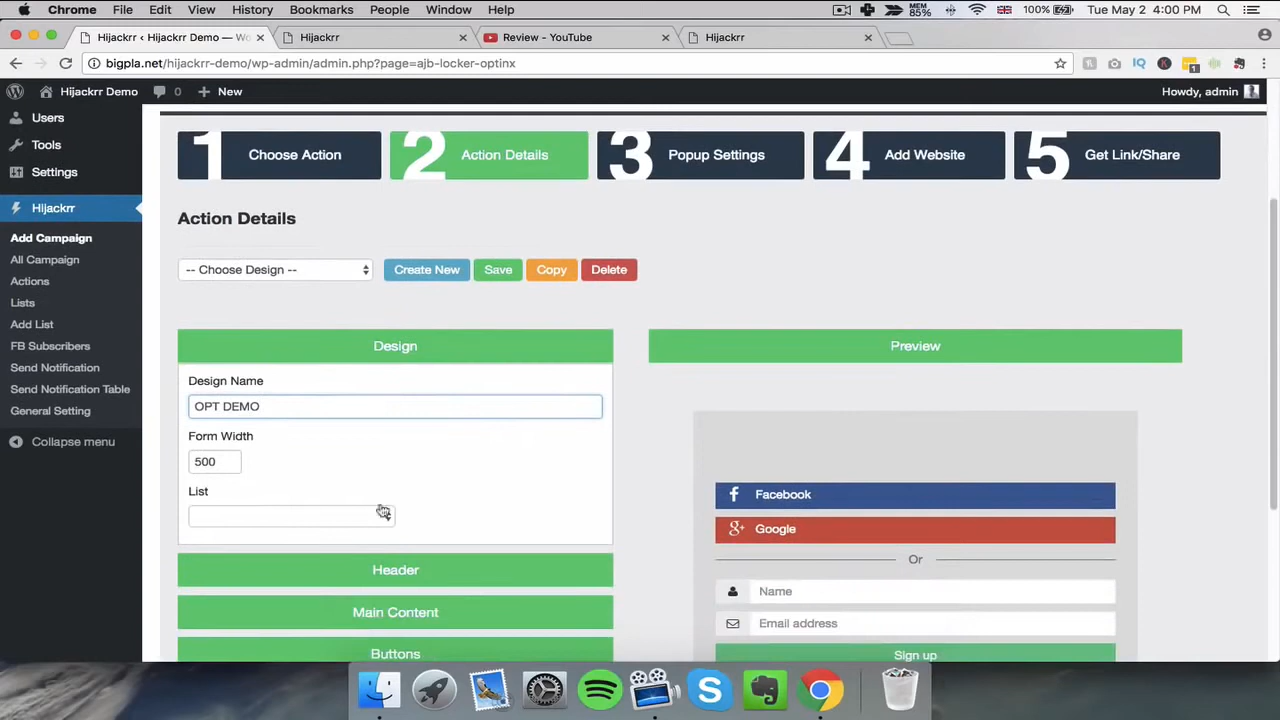 Chrome File Edit View History Bookmarks People Window Help MEM 85% 100% Tue May 2 4:00 PM
Hijackrr ‹ Hijackrr Demo — Wo Hijackrr Review - YouTube Hijackrr
bigpla.net/hijackrr-demo/wp-admin/admin.php?page=ajb-locker-optinx
Hijackrr Demo 0 New Howdy, admin
Users
Tools
Settings
Hijackrr
Add Campaign
All Campaign
Actions
Lists
Add List
FB Subscribers
Send Notification
Send Notification Table
General Setting
Collapse menu
1 Choose Action 2 Action Details 3 Popup Settings 4 Add Website 5 Get Link/Share
Action Details
-- Choose Design -- Create New Save Copy Delete
Design
Design Name
OPT DEMO
Form Width
500
List
Header
Main Content
Buttons
Preview
Facebook
Google
Or
Name
Email address
Sign up